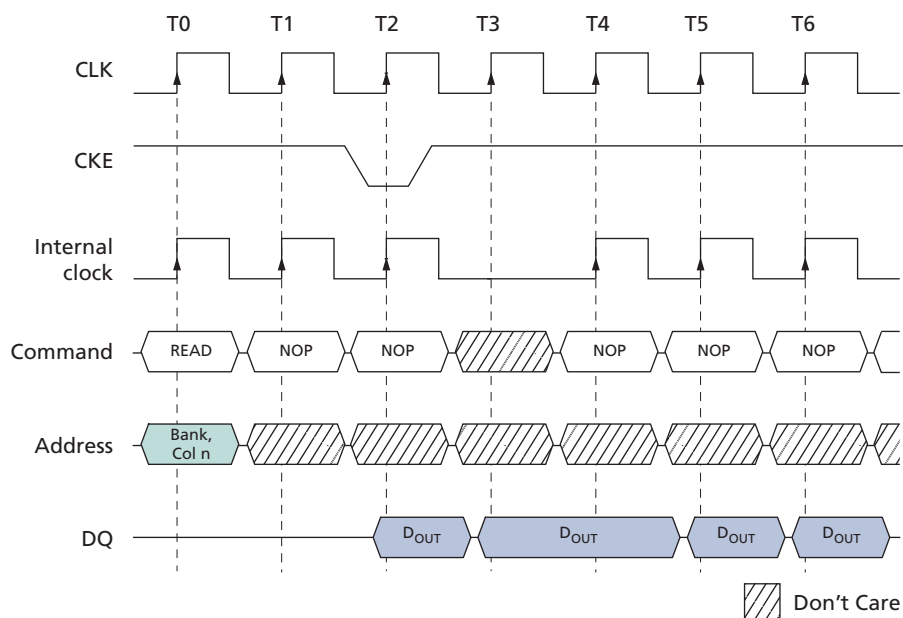 T0 T1 T2 T3 T4 T5 T6
CLK
CKE
Internal
clock
Command READ NOP NOP NOP NOP NOP
Address Bank,
Col n
DQ DOUT DOUT DOUT DOUT
Don't Care